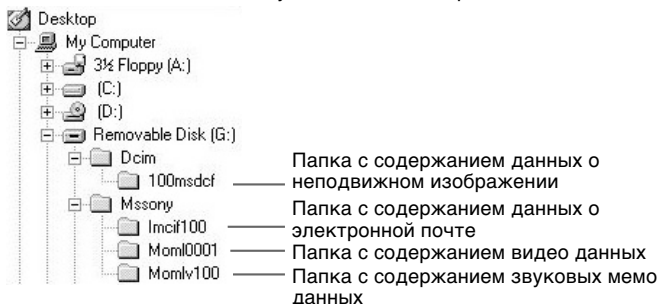 Desktop
My Computer
3½ Floppy (A:)
(C:)
(D:)
Removable Disk (G:)
Dcim
100msdcf
Папка с содержанием данных о
неподвижном изображении
Mssony
Imcif100
Папка с содержанием данных о
электронной почте
Moml0001
Папка с содержием видео данных
Momlv100
Папка с содержанием звуковых мемо
данных